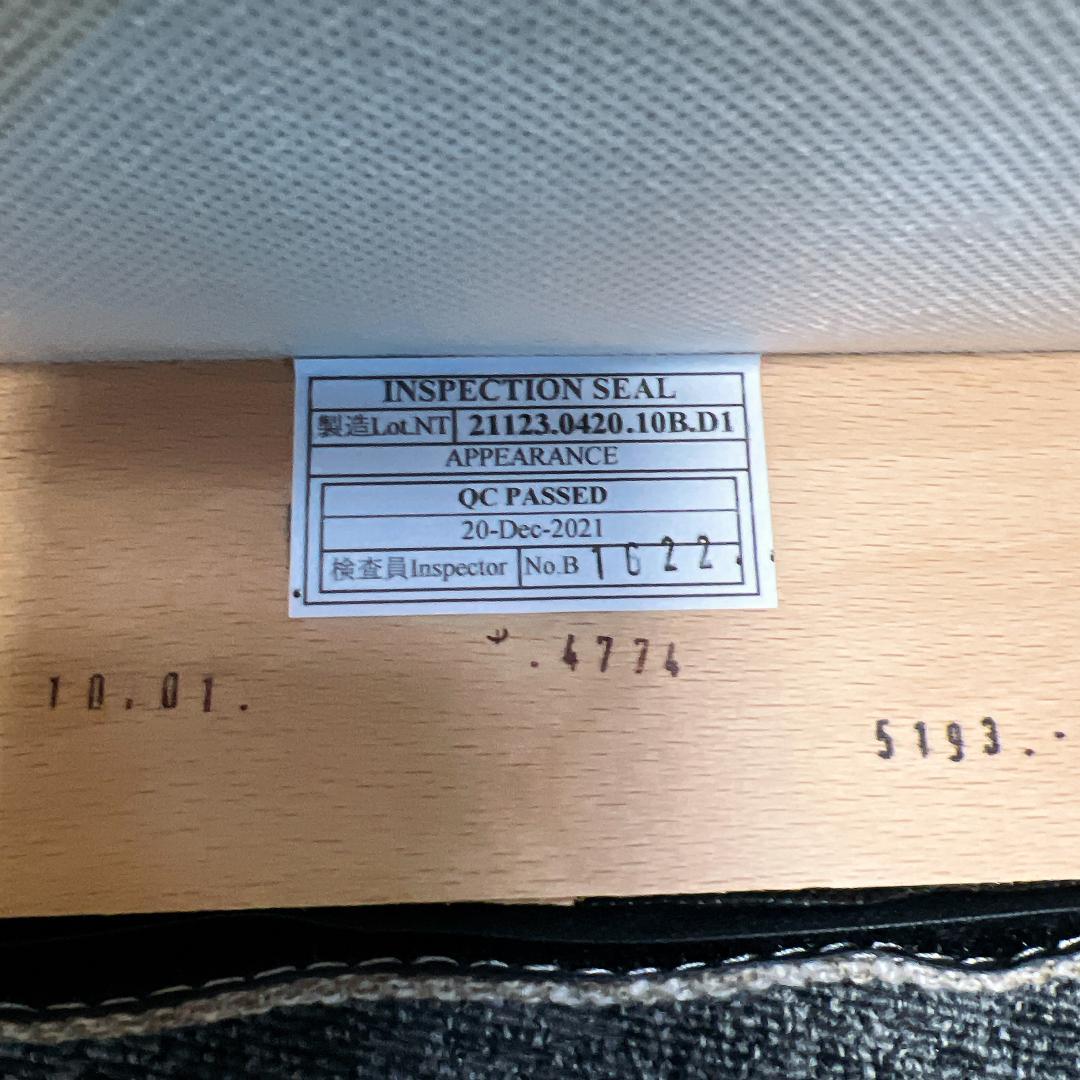 INSPECTION SEAL
製造Lot.NT 21123.0420.10B.D1
APPEARANCE
QC PASSED
20-Dec-2021
検査員Inspector No.B 1622.
.4774
10.01.
5193.